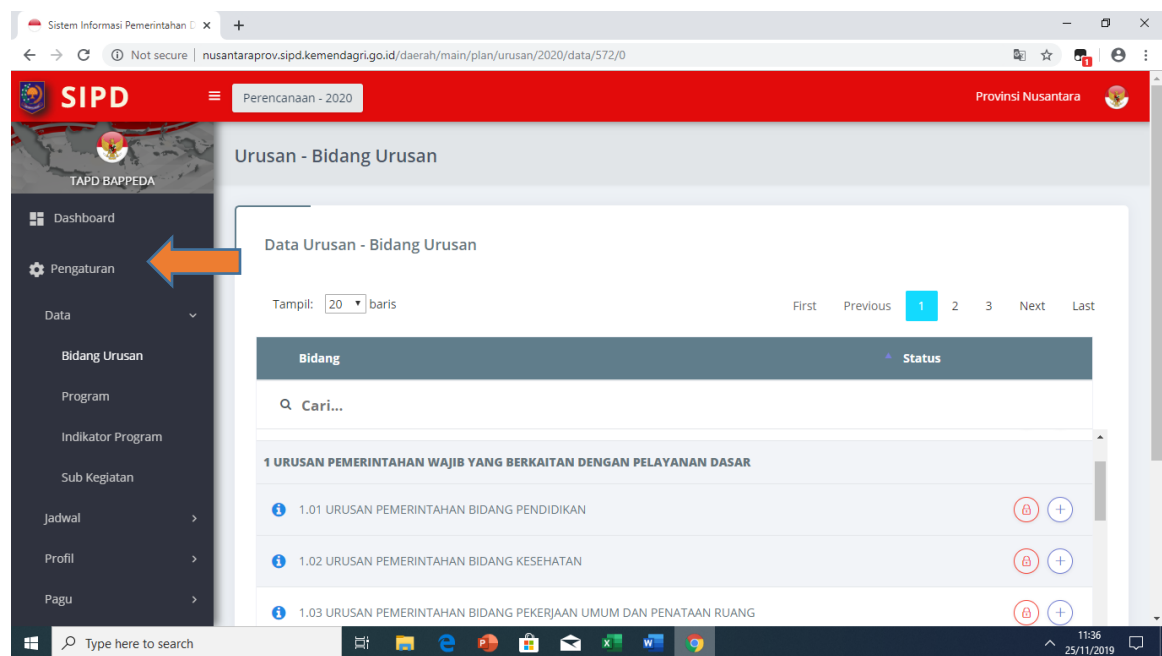 Sistem Informasi Pemerintahan D
Not secure | nusantaraprov.sipd.kemendagri.go.id/daerah/main/plan/urusan/2020/data/572/0
1
SIPD
Perencanaan - 2020
Provinsi Nusantara
TAPD BAPPEDA
Dashboard
Pengaturan
Data
Bidang Urusan
Program
Indikator Program
Sub Kegiatan
Jadwal
Profil
Pagu
Urusan - Bidang Urusan
Data Urusan - Bidang Urusan
Tampil: 20 baris
First Previous 1 2 3 Next Last
Bidang Status
Cari...
1 URUSAN PEMERINTAHAN WAJIB YANG BERKAITAN DENGAN PELAYANAN DASAR
1.01 URUSAN PEMERINTAHAN BIDANG PENDIDIKAN
1.02 URUSAN PEMERINTAHAN BIDANG KESEHATAN
1.03 URUSAN PEMERINTAHAN BIDANG PEKERJAAN UMUM DAN PENATAAN RUANG
Type here to search
11:36
25/11/2019